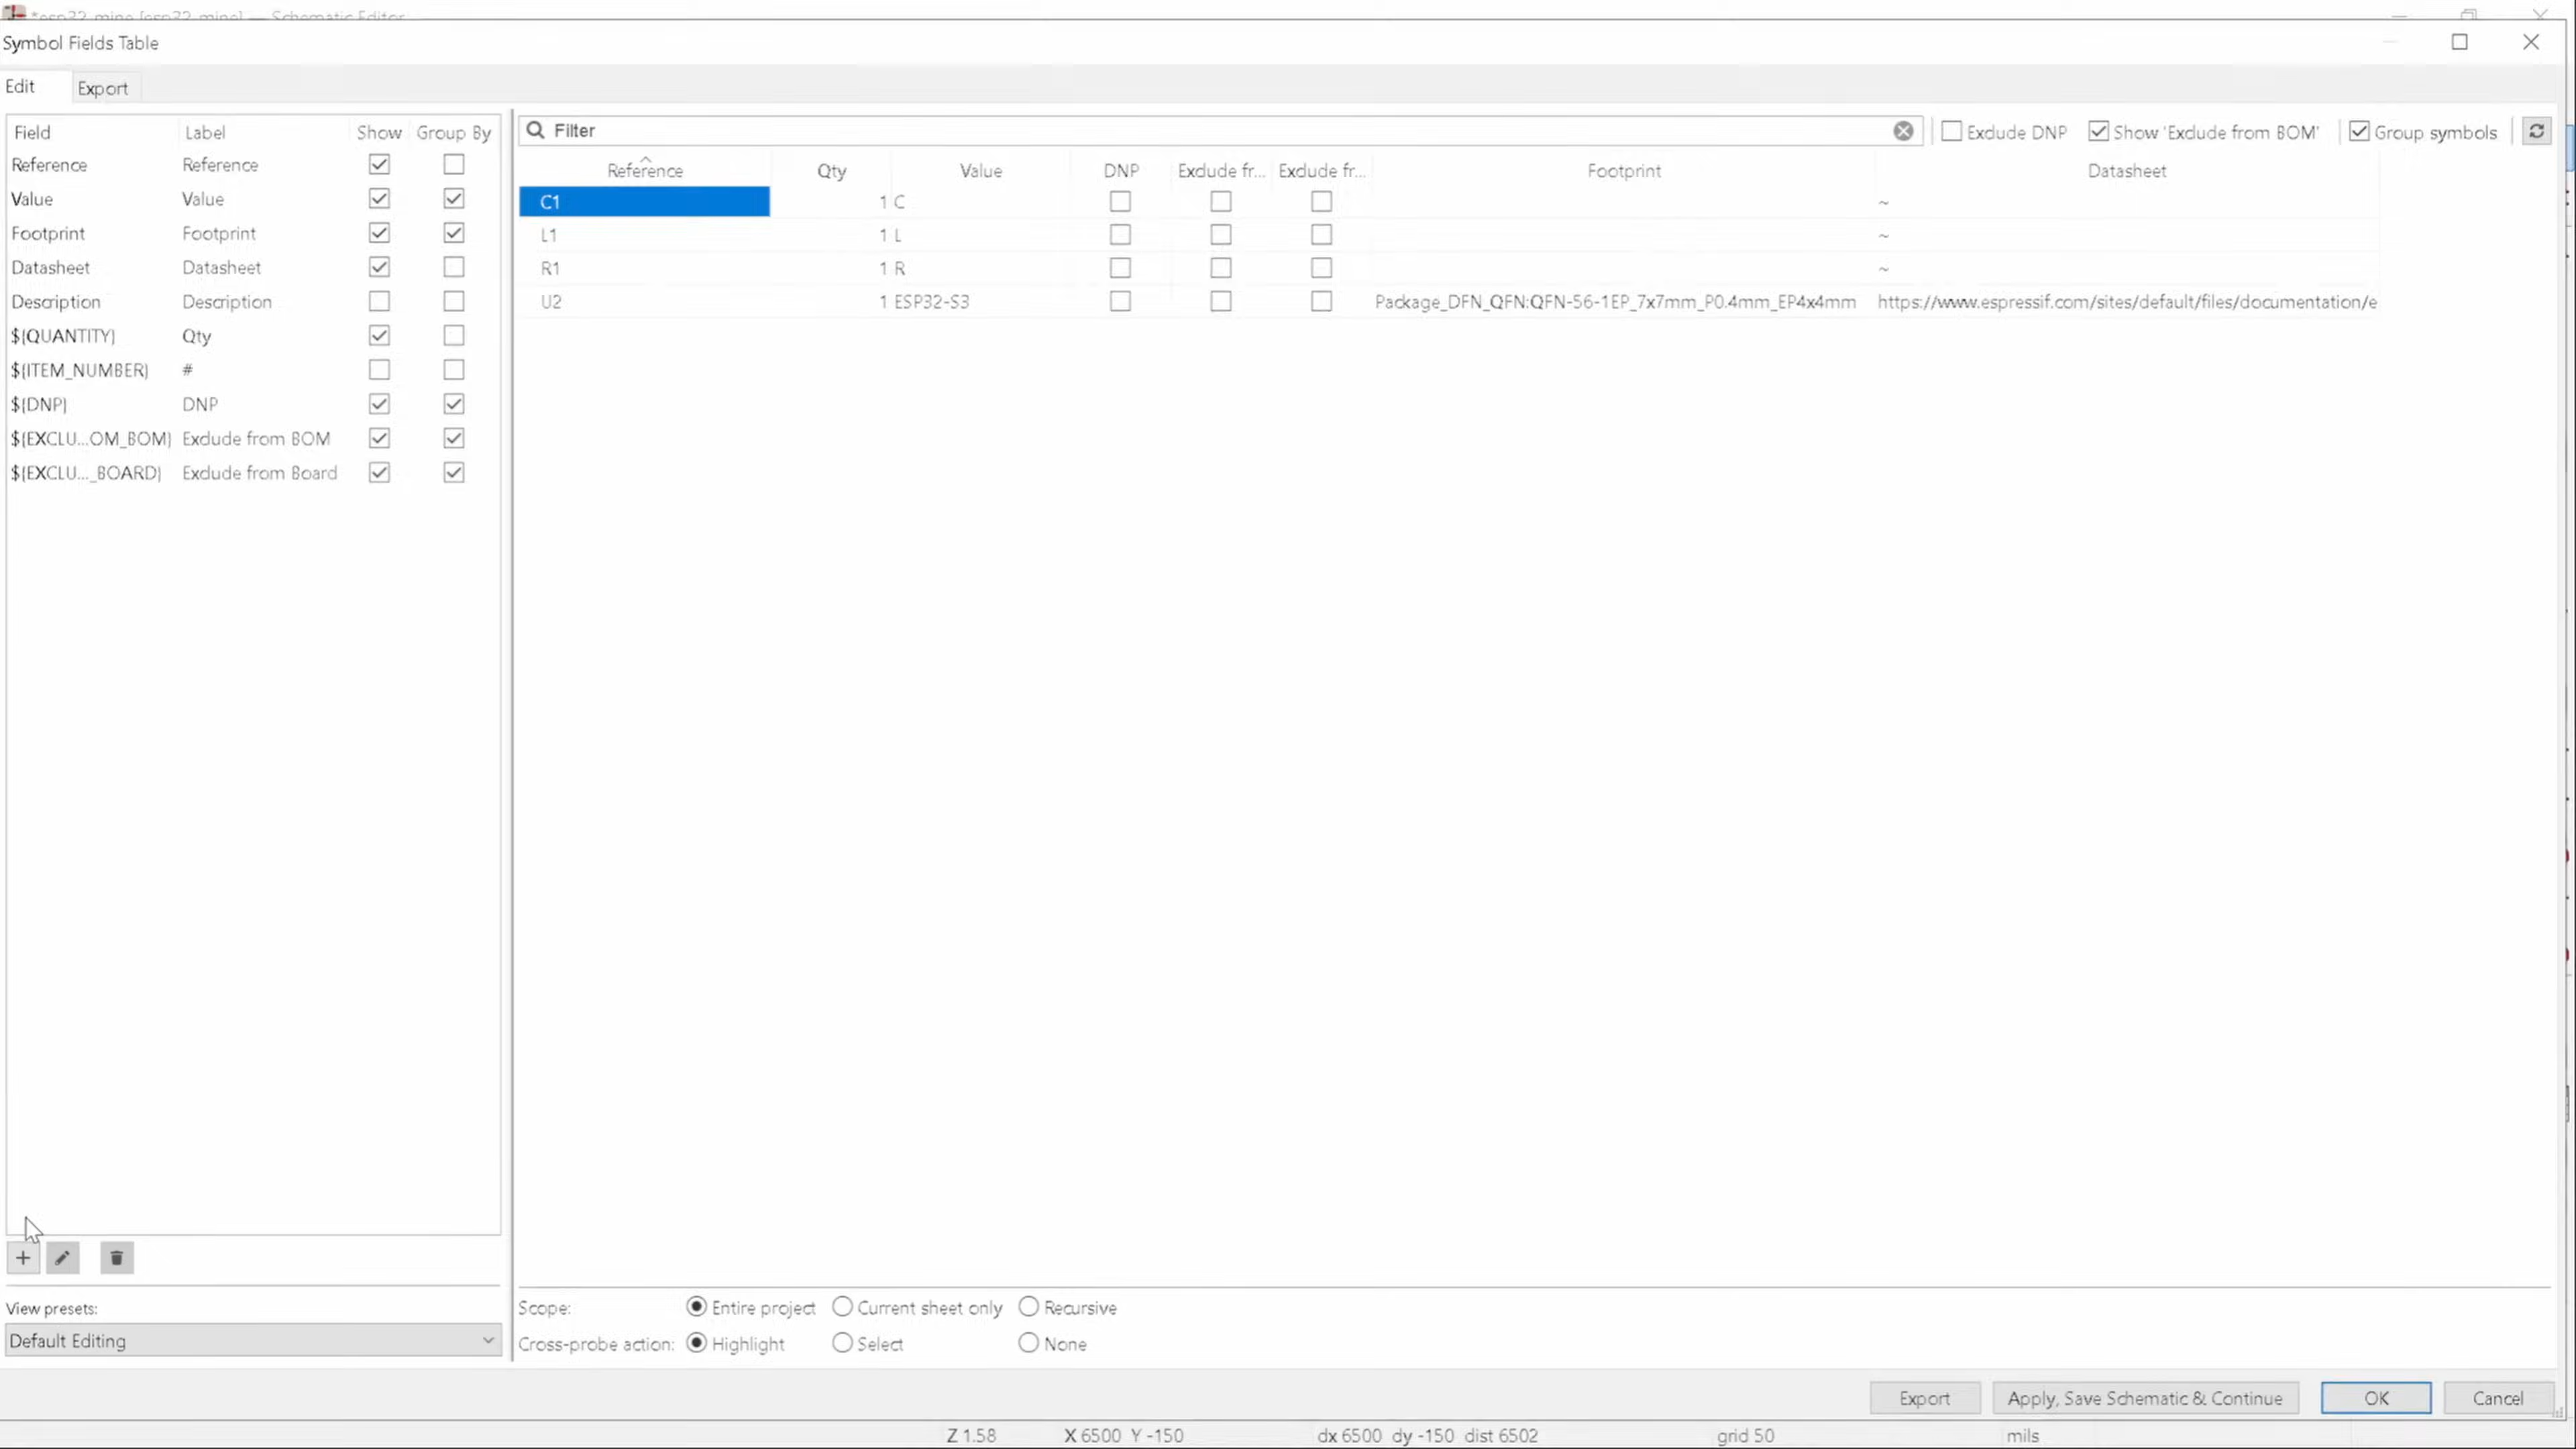 *esp32-mine [esp32-mine] — Schematic Editor
Symbol Fields Table
Edit
Export
Field Label Show Group By
Reference Reference
Value Value
Footprint Footprint
Datasheet Datasheet
Description Description
${QUANTITY} Qty
${ITEM_NUMBER} #
${DNP} DNP
${EXCLU...OM_BOM} Exclude from BOM
${EXCLU..._BOARD} Exclude from Board
View presets:
Default Editing
Filter
Exclude DNP
Show 'Exclude from BOM'
Group symbols
Reference Qty Value DNP Exclude fr... Exclude fr... Footprint Datasheet
C1 1 C ~
L1 1 L ~
R1 1 R ~
U2 1 ESP32-S3 Package_DFN_QFN:QFN-56-1EP_7x7mm_P0.4mm_EP4x4mm https://www.espressif.com/sites/default/files/documentation/e
Scope: Entire project Current sheet only Recursive
Cross-probe action: Highlight Select None
Export
Apply, Save Schematic & Continue
OK
Cancel
Z 1.58 X 6500 Y -150 dx 6500 dy -150 dist 6502 grid 50 mils